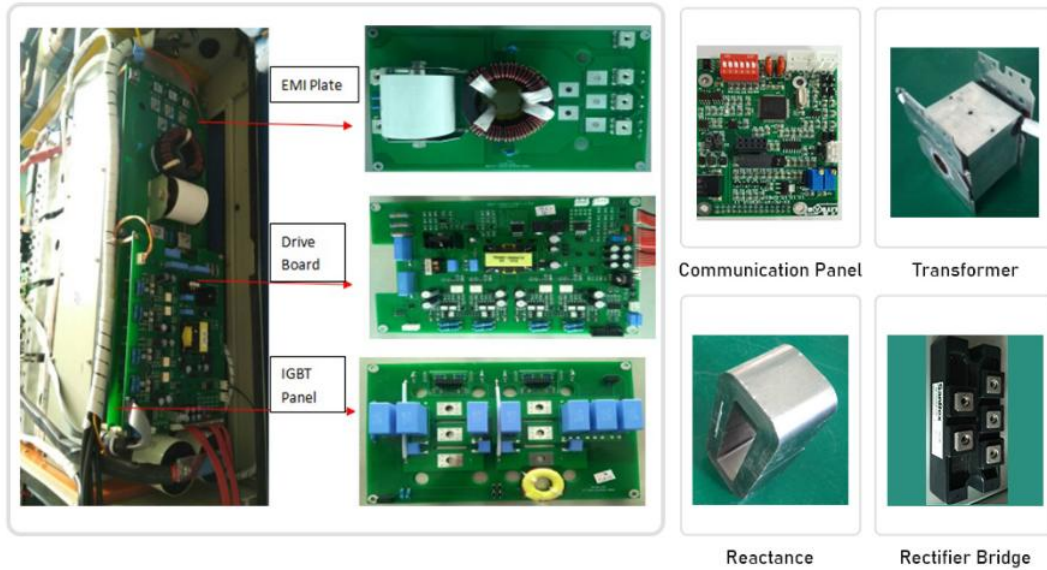 EMI Plate
Drive
Board
IGBT
Panel
Communication Panel
Transformer
Reactance
Rectifier Bridge